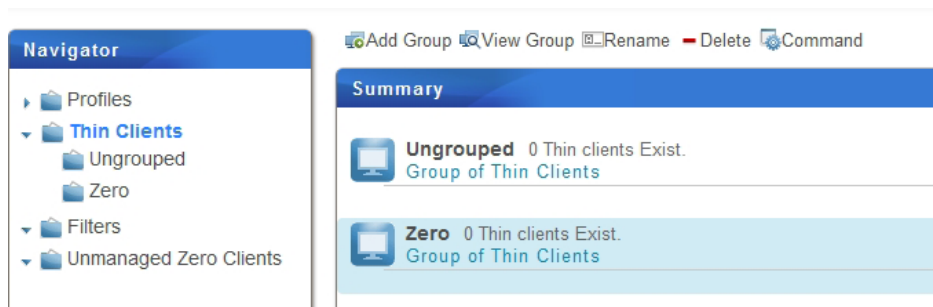 Navigator
Profiles
Thin Clients
Ungrouped
Zero
Filters
Unmanaged Zero Clients
Add Group View Group Rename Delete Command
Summary
Ungrouped 0 Thin clients Exist.
Group of Thin Clients
Zero 0 Thin clients Exist.
Group of Thin Clients